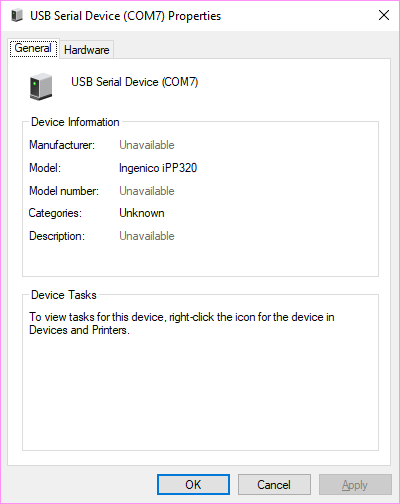 USB Serial Device (COM7) Properties
General Hardware
USB Serial Device (COM7)
Device Information
Manufacturer: Unavailable
Model: Ingenico iPP320
Model number: Unavailable
Categories: Unknown
Description: Unavailable
Device Tasks
To view tasks for this device, right-click the icon for the device in
Devices and Printers.
OK Cancel Apply